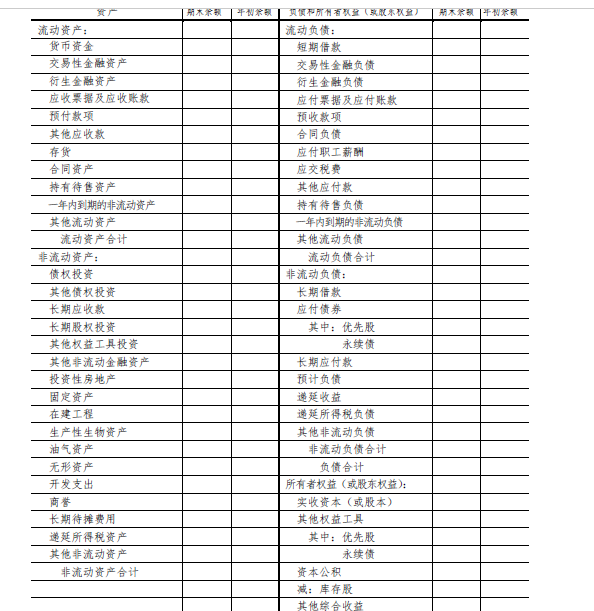 资产 期末余额 年初余额 负债和所有者权益（或股东权益） 期末余额 年初余额
流动资产： 流动负债：
货币资金 短期借款
交易性金融资产 交易性金融负债
衍生金融资产 衍生金融负债
应收票据及应收账款 应付票据及应付账款
预付款项 预收款项
其他应收款 合同负债
存货 应付职工薪酬
合同资产 应交税费
持有待售资产 其他应付款
一年内到期的非流动资产 持有待售负债
其他流动资产 一年内到期的非流动负债
流动资产合计 其他流动负债
非流动资产： 流动负债合计
债权投资 非流动负债：
其他债权投资 长期借款
长期应收款 应付债券
长期股权投资 其中：优先股
其他权益工具投资 永续债
其他非流动金融资产 长期应付款
投资性房地产 预计负债
固定资产 递延收益
在建工程 递延所得税负债
生产性生物资产 其他非流动负债
油气资产 非流动负债合计
无形资产 负债合计
开发支出 所有者权益（或股东权益）：
商誉 实收资本（或股本）
长期待摊费用 其他权益工具
递延所得税资产 其中：优先股
其他非流动资产 永续债
非流动资产合计 资本公积
减：库存股
其他综合收益